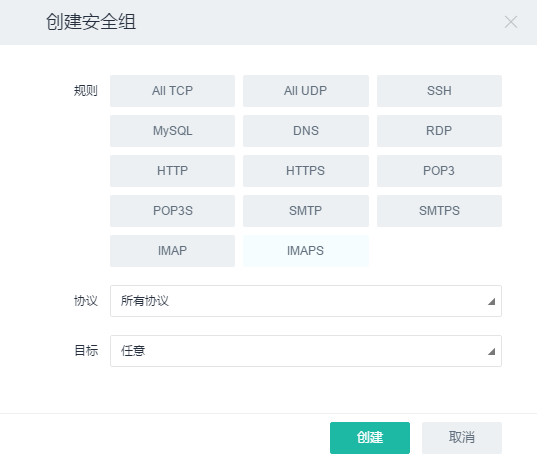 创建安全组
规则 All TCP All UDP SSH
MySQL DNS RDP
HTTP HTTPS POP3
POP3S SMTP SMTPS
IMAP IMAPS
协议 所有协议
目标 任意
创建 取消